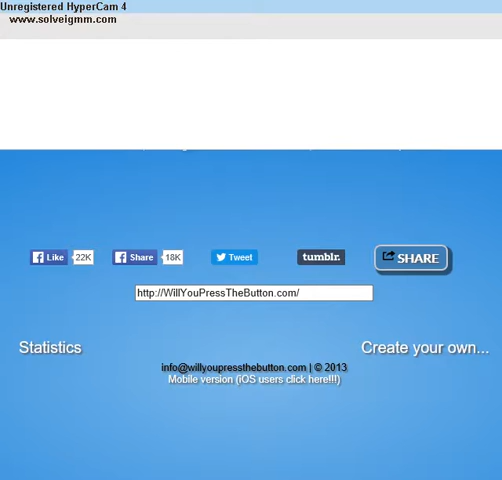 Unregistered HyperCam 4
www.solveigmm.com
Like 22K Share 18K Tweet tumblr. SHARE
http://WillYouPressTheButton.com/
Statistics Create your own...
info@willyoupressthebutton.com | © 2013
Mobile version (iOS users click here!!!)